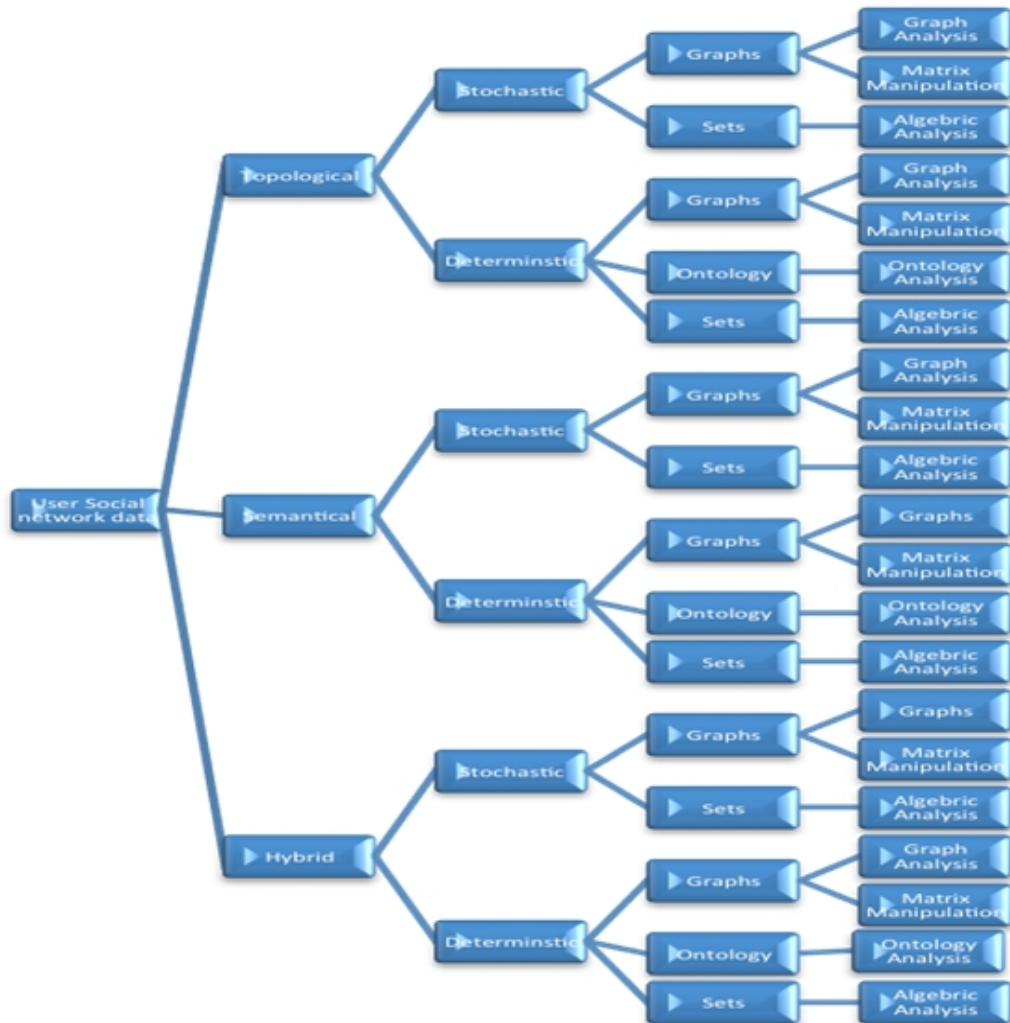 Graph
Analysis
Graphs
Matrix
Manipulation
Stochastic
Sets
Algebric
Analysis
Topological
Graph
Analysis
Graphs
Matrix
Manipulation
Determinstic
Ontology
Ontology
Analysis
Sets
Algebric
Analysis
Graph
Analysis
Graphs
Matrix
Manipulation
Stochastic
Sets
Algebric
Analysis
User Social
network data
Semantical
Graphs
Graphs
Matrix
Manipulation
Determinstic
Ontology
Ontology
Analysis
Sets
Algebric
Analysis
Graphs
Graphs
Matrix
Manipulation
Stochastic
Sets
Algebric
Analysis
Hybrid
Graph
Analysis
Graphs
Matrix
Manipulation
Determinstic
Ontology
Ontology
Analysis
Sets
Algebric
Analysis